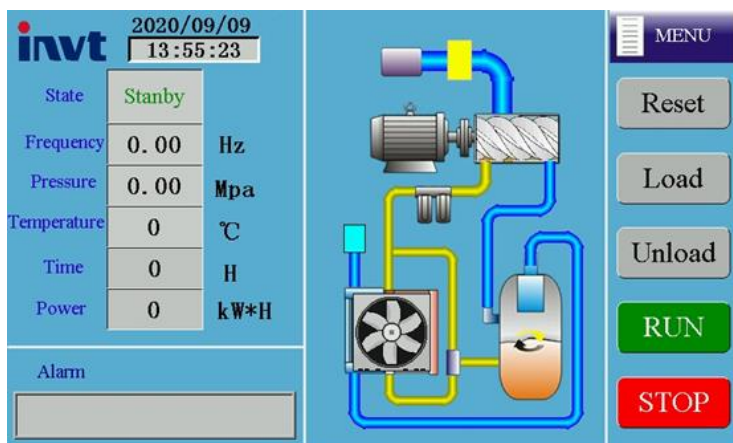 invt
2020/09/09
13:55:23
State Stanby
Frequency 0.00 Hz
Pressure 0.00 Mpa
Temperature 0 ℃
Time 0 H
Power 0 kW*H
Alarm
MENU
Reset
Load
Unload
RUN
STOP